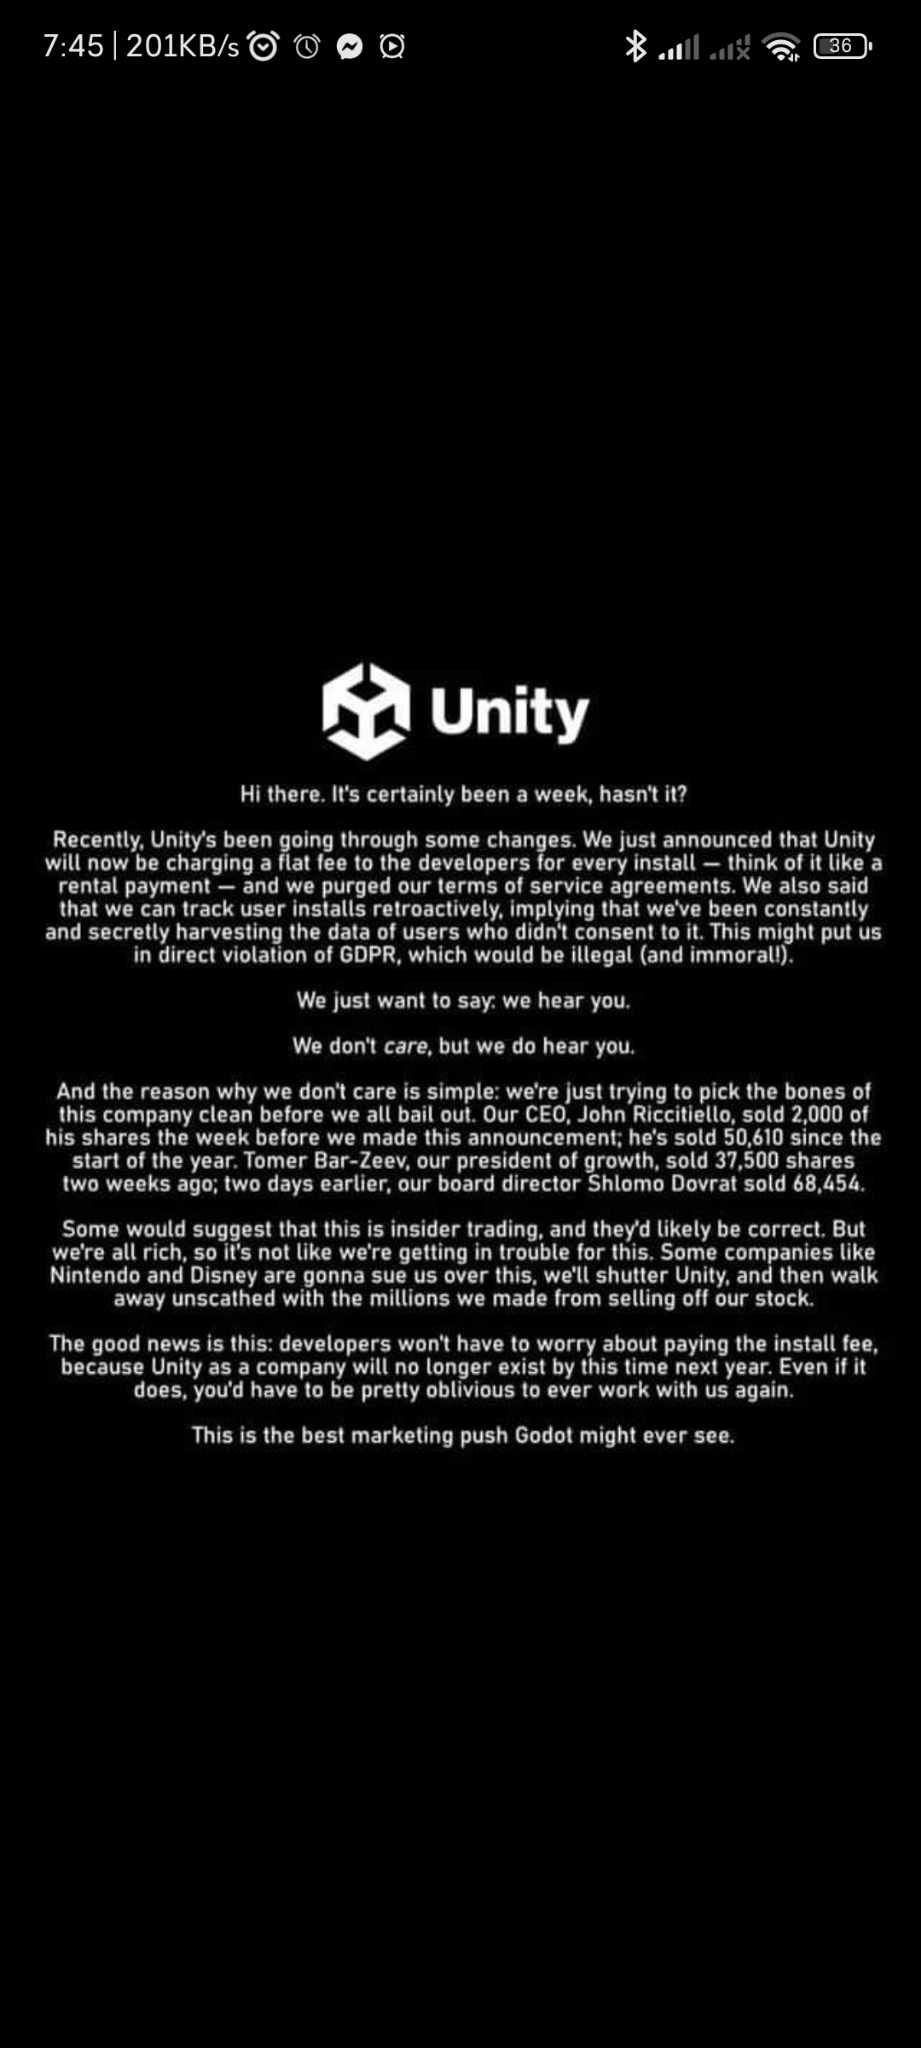 7:45 | 201KB/s
36
Unity
Hi there. It's certainly been a week, hasn't it?
Recently, Unity's been going through some changes. We just announced that Unity
will now be charging a flat fee to the developers for every install — think of it like a
rental payment — and we purged our terms of service agreements. We also said
that we can track user installs retroactively, implying that we've been constantly
and secretly harvesting the data of users who didn't consent to it. This might put us
in direct violation of GDPR, which would be illegal (and immoral!).
We just want to say: we hear you.
We don't care, but we do hear you.
And the reason why we don't care is simple: we're just trying to pick the bones of
this company clean before we all bail out. Our CEO, John Riccitiello, sold 2,000 of
his shares the week before we made this announcement; he's sold 50,610 since the
start of the year. Tomer Bar-Zeev, our president of growth, sold 37,500 shares
two weeks ago; two days earlier, our board director Shlomo Dovrat sold 68,454.
Some would suggest that this is insider trading, and they'd likely be correct. But
we're all rich, so it's not like we're getting in trouble for this. Some companies like
Nintendo and Disney are gonna sue us over this, we'll shutter Unity, and then walk
away unscathed with the millions we made from selling off our stock.
The good news is this: developers won't have to worry about paying the install fee,
because Unity as a company will no longer exist by this time next year. Even if it
does, you'd have to be pretty oblivious to ever work with us again.
This is the best marketing push Godot might ever see.